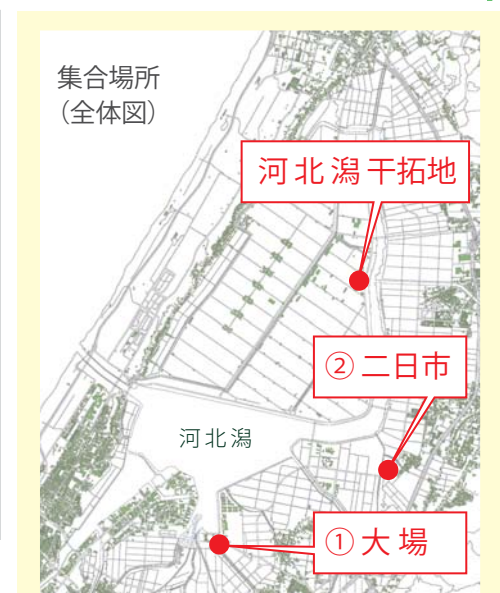 集合場所
（全体図）
河北潟干拓地
②二日市
河北潟
①大場